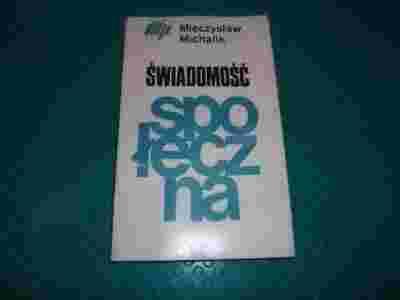 Mieczysław
Michalik
ŚWIADOMOŚĆ
spo
łecz
na